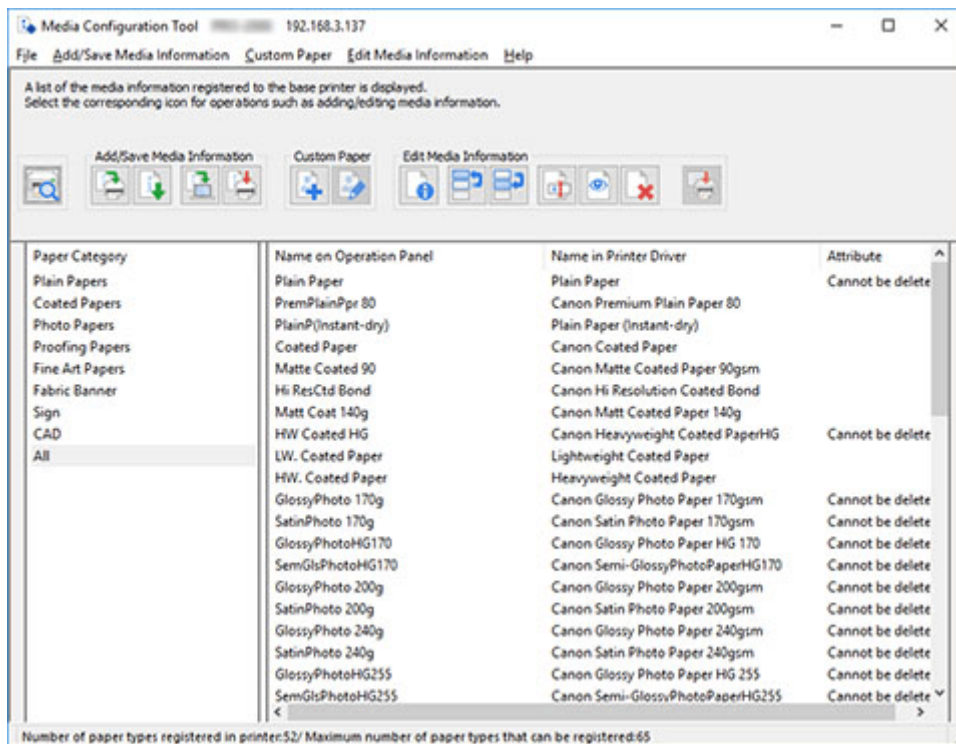 Media Configuration Tool 192.168.3.137
File Add/Save Media Information Custom Paper Edit Media Information Help
A list of the media information registered to the base printer is displayed.
Select the corresponding icon for operations such as adding/editing media information.
Add/Save Media Information Custom Paper Edit Media Information
Paper Category
Plain Papers
Coated Papers
Photo Papers
Proofing Papers
Fine Art Papers
Fabric Banner
Sign
CAD
All
Name on Operation Panel Name in Printer Driver Attribute
Plain Paper Plain Paper Cannot be delete
PremPlainPpr 80 Canon Premium Plain Paper 80
PlainP(Instant-dry) Plain Paper (Instant-dry)
Coated Paper Canon Coated Paper
Matte Coated 90 Canon Matte Coated Paper 90gsm
Hi ResCtd Bond Canon Hi Resolution Coated Bond
Matt Coat 140g Canon Matt Coated Paper 140g
HW Coated HG Canon Heavyweight Coated PaperHG Cannot be delete
LW. Coated Paper Lightweight Coated Paper
HW. Coated Paper Heavyweight Coated Paper
GlossyPhoto 170g Canon Glossy Photo Paper 170gsm Cannot be delete
SatinPhoto 170g Canon Satin Photo Paper 170gsm Cannot be delete
GlossyPhotoHG170 Canon Glossy Photo Paper HG 170 Cannot be delete
SemGlsPhotoHG170 Canon Semi-GlossyPhotoPaperHG170 Cannot be delete
GlossyPhoto 200g Canon Glossy Photo Paper 200gsm Cannot be delete
SatinPhoto 200g Canon Satin Photo Paper 200gsm Cannot be delete
GlossyPhoto 240g Canon Glossy Photo Paper 240gsm Cannot be delete
SatinPhoto 240g Canon Satin Photo Paper 240gsm Cannot be delete
GlossyPhotoHG255 Canon Glossy Photo Paper HG 255 Cannot be delete
SemGlsPhotoHG255 Canon Semi-GlossyPhotoPaperHG255 Cannot be delete
Number of paper types registered in printer:52/ Maximum number of paper types that can be registered:65